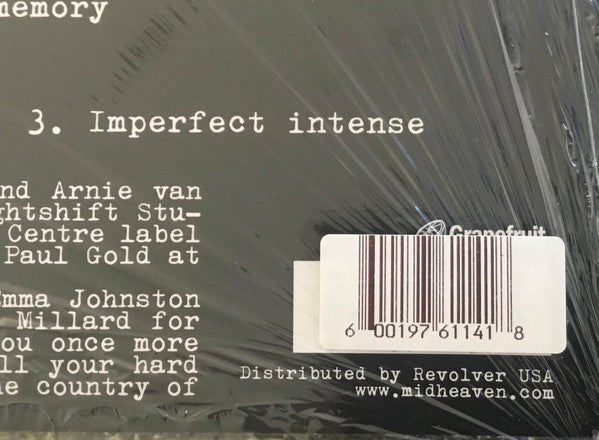 memory
3. Imperfect intense
nd Arnie van
ghtshift Stu-
Centre label
Paul Gold at
Emma Johnston
Millard for
ou once more
ll your hard
e country of
Grapefruit
6 00197 61141 8
Distributed by Revolver USA
www.midheaven.com